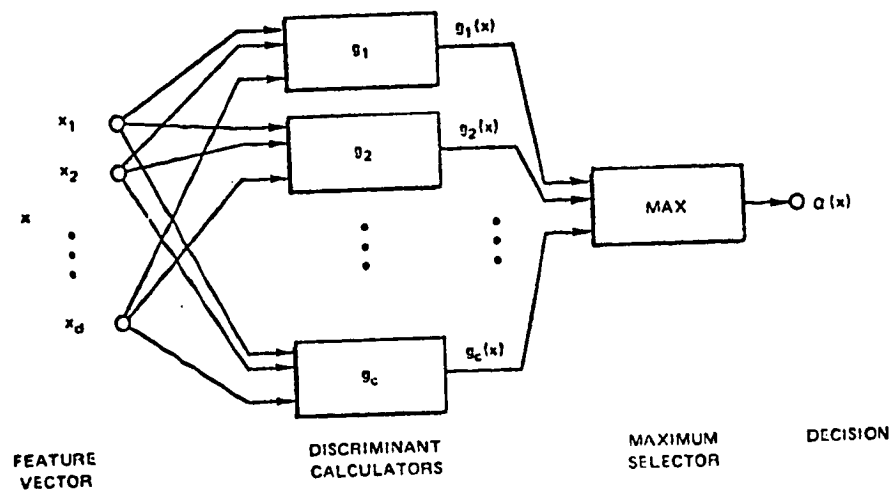 g1(x)
g1
x1
g2(x)
g2
x2
MAX
α(x)
x
xd
gc(x)
gc
FEATURE
VECTOR
DISCRIMINANT
CALCULATORS
MAXIMUM
SELECTOR
DECISION